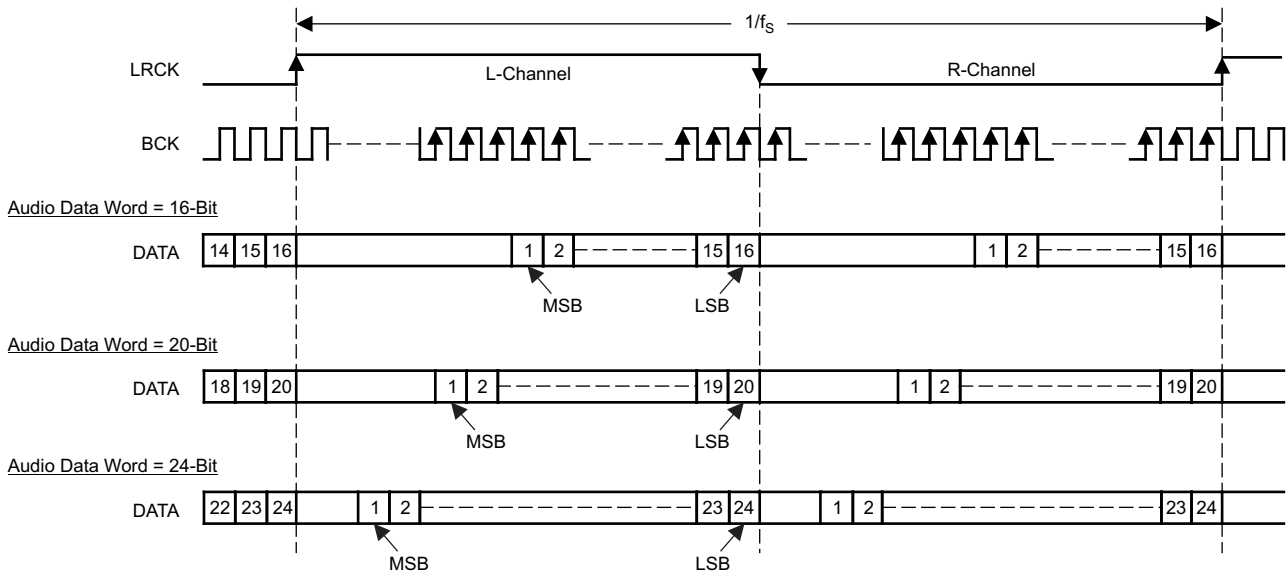 1/fS
LRCK
L-Channel
R-Channel
BCK
Audio Data Word = 16-Bit
DATA 14 15 16 1 2 15 16 1 2 15 16
MSB LSB
Audio Data Word = 20-Bit
DATA 18 19 20 1 2 19 20 1 2 19 20
MSB LSB
Audio Data Word = 24-Bit
DATA 22 23 24 1 2 23 24 1 2 23 24
MSB LSB